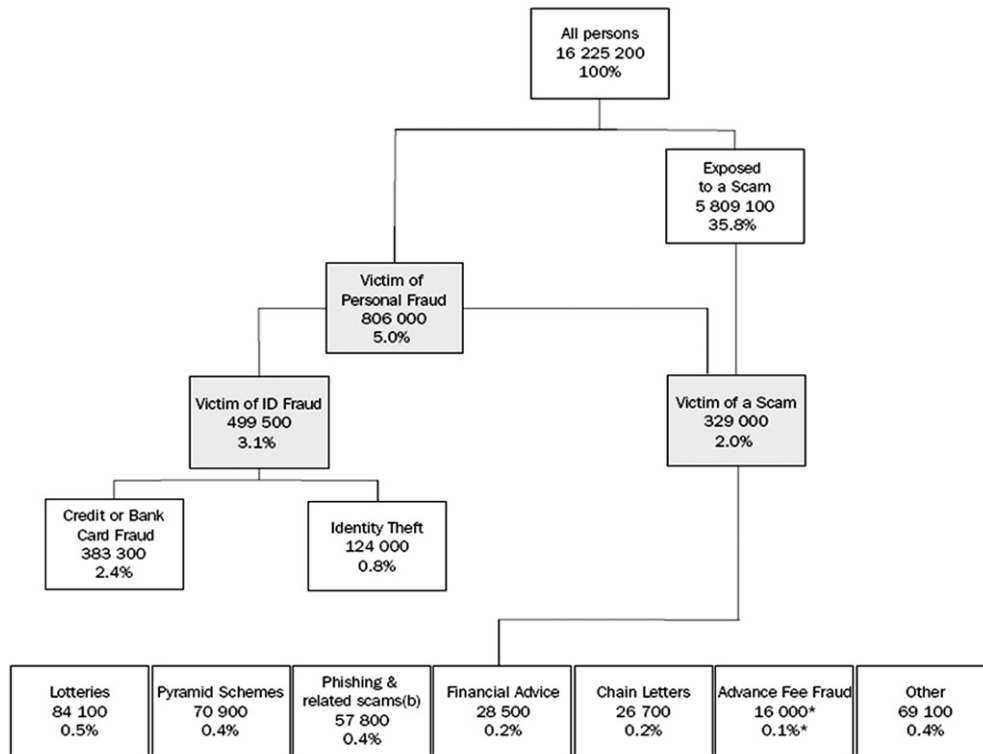 All persons
16 225 200
100%
Exposed
to a Scam
5 809 100
35.8%
Victim of
Personal Fraud
806 000
5.0%
Victim of ID Fraud
499 500
3.1%
Victim of a Scam
329 000
2.0%
Credit or Bank
Card Fraud
383 300
2.4%
Identity Theft
124 000
0.8%
Lotteries
84 100
0.5%
Pyramid Schemes
70 900
0.4%
Phishing &
related scams(b)
57 800
0.4%
Financial Advice
28 500
0.2%
Chain Letters
26 700
0.2%
Advance Fee Fraud
16 000*
0.1%*
Other
69 100
0.4%